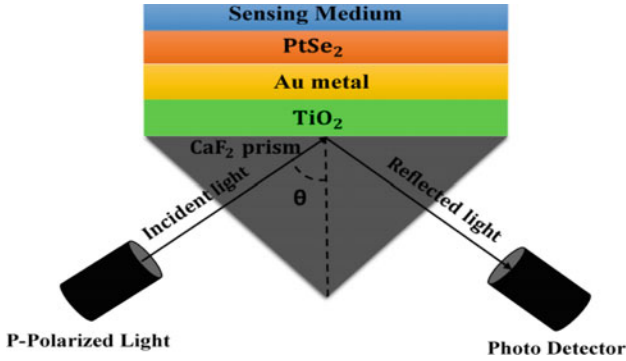 Sensing Medium
PtSe₂
Au metal
TiO₂
CaF₂ prism
θ
Incident light
Reflected light
P-Polarized Light
Photo Detector